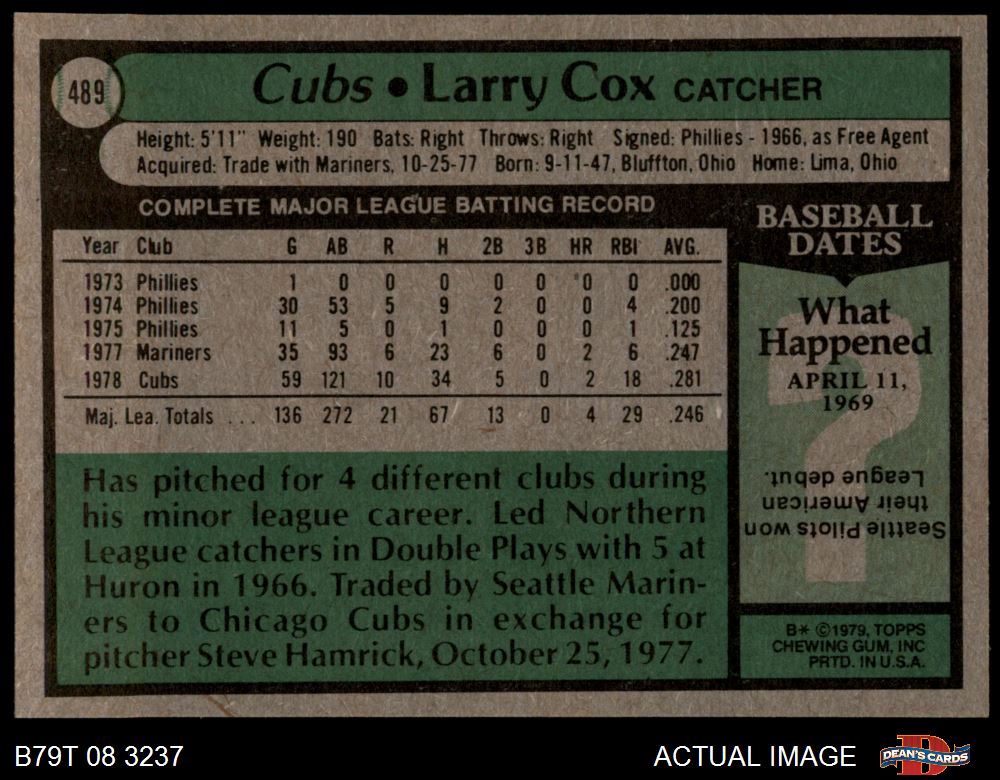 489
Cubs • Larry Cox CATCHER
Height: 5'11" Weight: 190 Bats: Right Throws: Right Signed: Phillies - 1966, as Free Agent
Acquired: Trade with Mariners, 10-25-77 Born: 9-11-47, Bluffton, Ohio Home: Lima, Ohio
COMPLETE MAJOR LEAGUE BATTING RECORD
Year Club G AB R H 2B 3B HR RBI AVG.
1973 Phillies 1 0 0 0 0 0 0 0 .000
1974 Phillies 30 53 5 9 2 0 0 4 .200
1975 Phillies 11 5 0 1 0 0 0 1 .125
1977 Mariners 35 93 6 23 6 0 2 6 .247
1978 Cubs 59 121 10 34 5 0 2 18 .281
Maj. Lea. Totals ... 136 272 21 67 13 0 4 29 .246
Has pitched for 4 different clubs during
his minor league career. Led Northern
League catchers in Double Plays with 5 at
Huron in 1966. Traded by Seattle Marin-
ers to Chicago Cubs in exchange for
pitcher Steve Hamrick, October 25, 1977.
BASEBALL
DATES
What
Happened
APRIL 11,
1969
?
Seattle Pilots won
their American
League debut.
B* ©1979, TOPPS
CHEWING GUM, INC
PRTD. IN U.S.A.
B79T 08 3237
ACTUAL IMAGE
D
DEAN'S CARDS